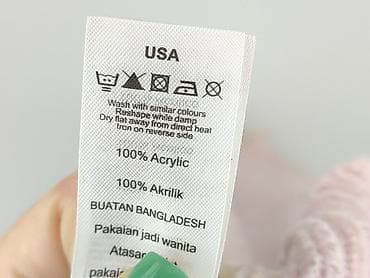 USA
Wash with similar colours
Reshape while damp
Dry flat away from direct heat
Iron on reverse side
100% Acrylic
100% Akrilik
BUATAN BANGLADESH
Pakaian jadi wanita
Atasan
pakai